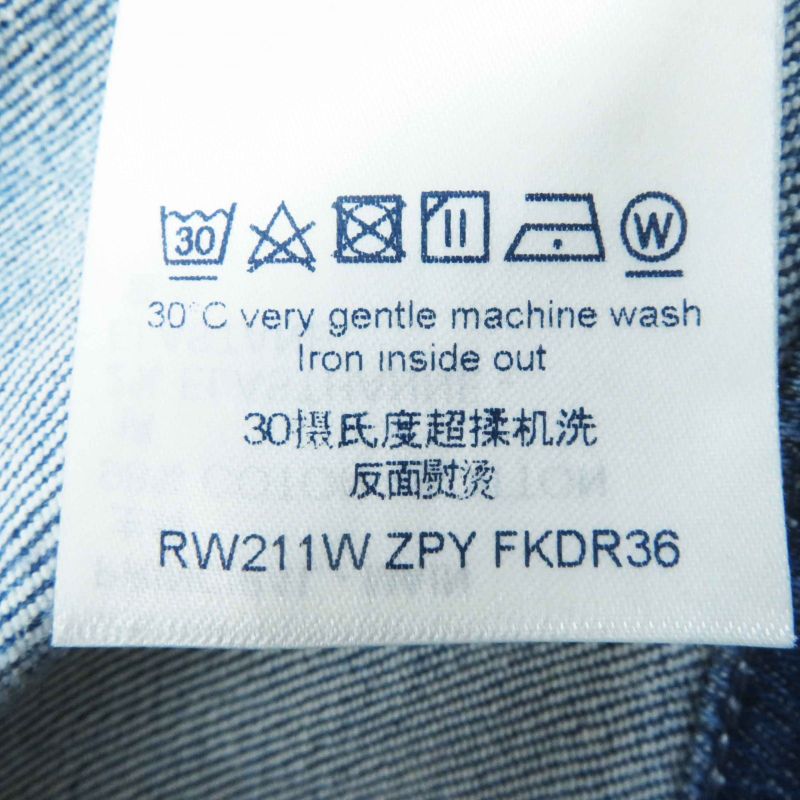 30 W
30°C very gentle machine wash
Iron inside out
30摄氏度超揉机洗
反面熨烫
RW211W ZPY FKDR36